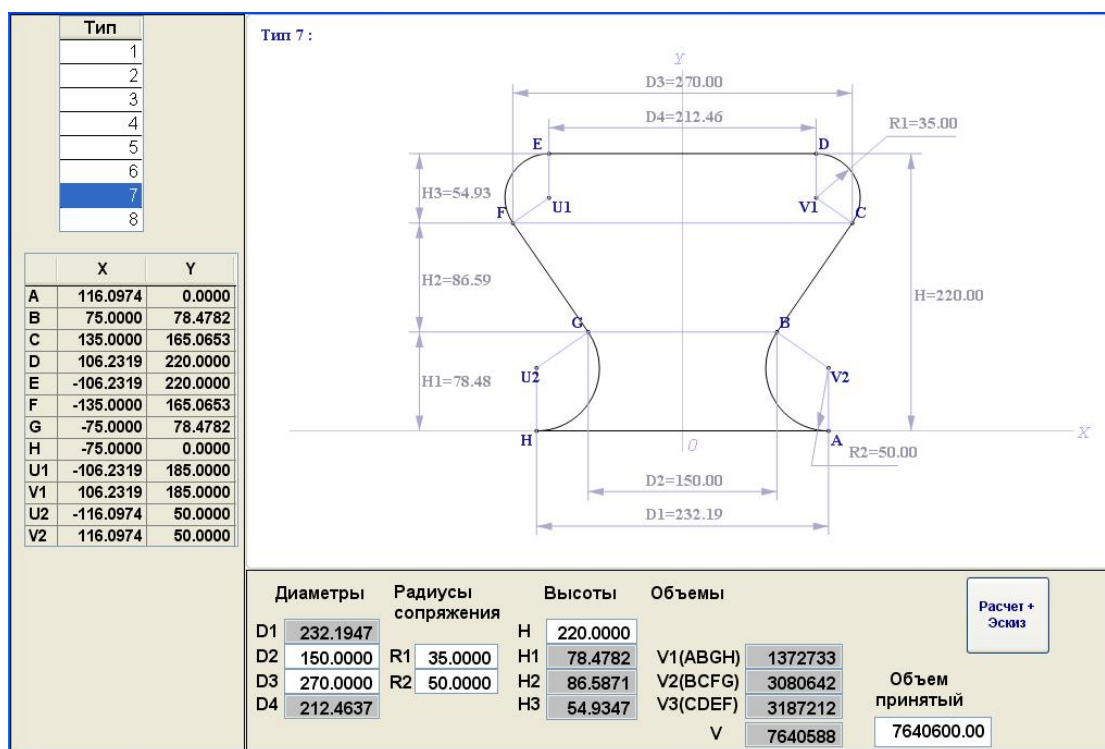 Тип
1
2
3
4
5
6
7
8
X Y
A 116.0974 0.0000
B 75.0000 78.4782
C 135.0000 165.0653
D 106.2319 220.0000
E -106.2319 220.0000
F -135.0000 165.0653
G -75.0000 78.4782
H -75.0000 0.0000
U1 -106.2319 185.0000
V1 106.2319 185.0000
U2 -116.0974 50.0000
V2 116.0974 50.0000
Тип 7 :
Y
D3=270.00
D4=212.46
R1=35.00
E D
H3=54.93
U1 V1
F C
H2=86.59
H=220.00
G B
U2 V2
H1=78.48
H A
X
O
R2=50.00
D2=150.00
D1=232.19
Диаметры Радиусы сопряжения Высоты Объемы
D1 232.1947 H 220.0000
D2 150.0000 R1 35.0000 H1 78.4782 V1(ABGH) 1372733
D3 270.0000 R2 50.0000 H2 86.5871 V2(BCFG) 3080642
D4 212.4637 H3 54.9347 V3(CDEF) 3187212
V 7640588
Расчет +
Эскиз
Объем
принятый
7640600.00